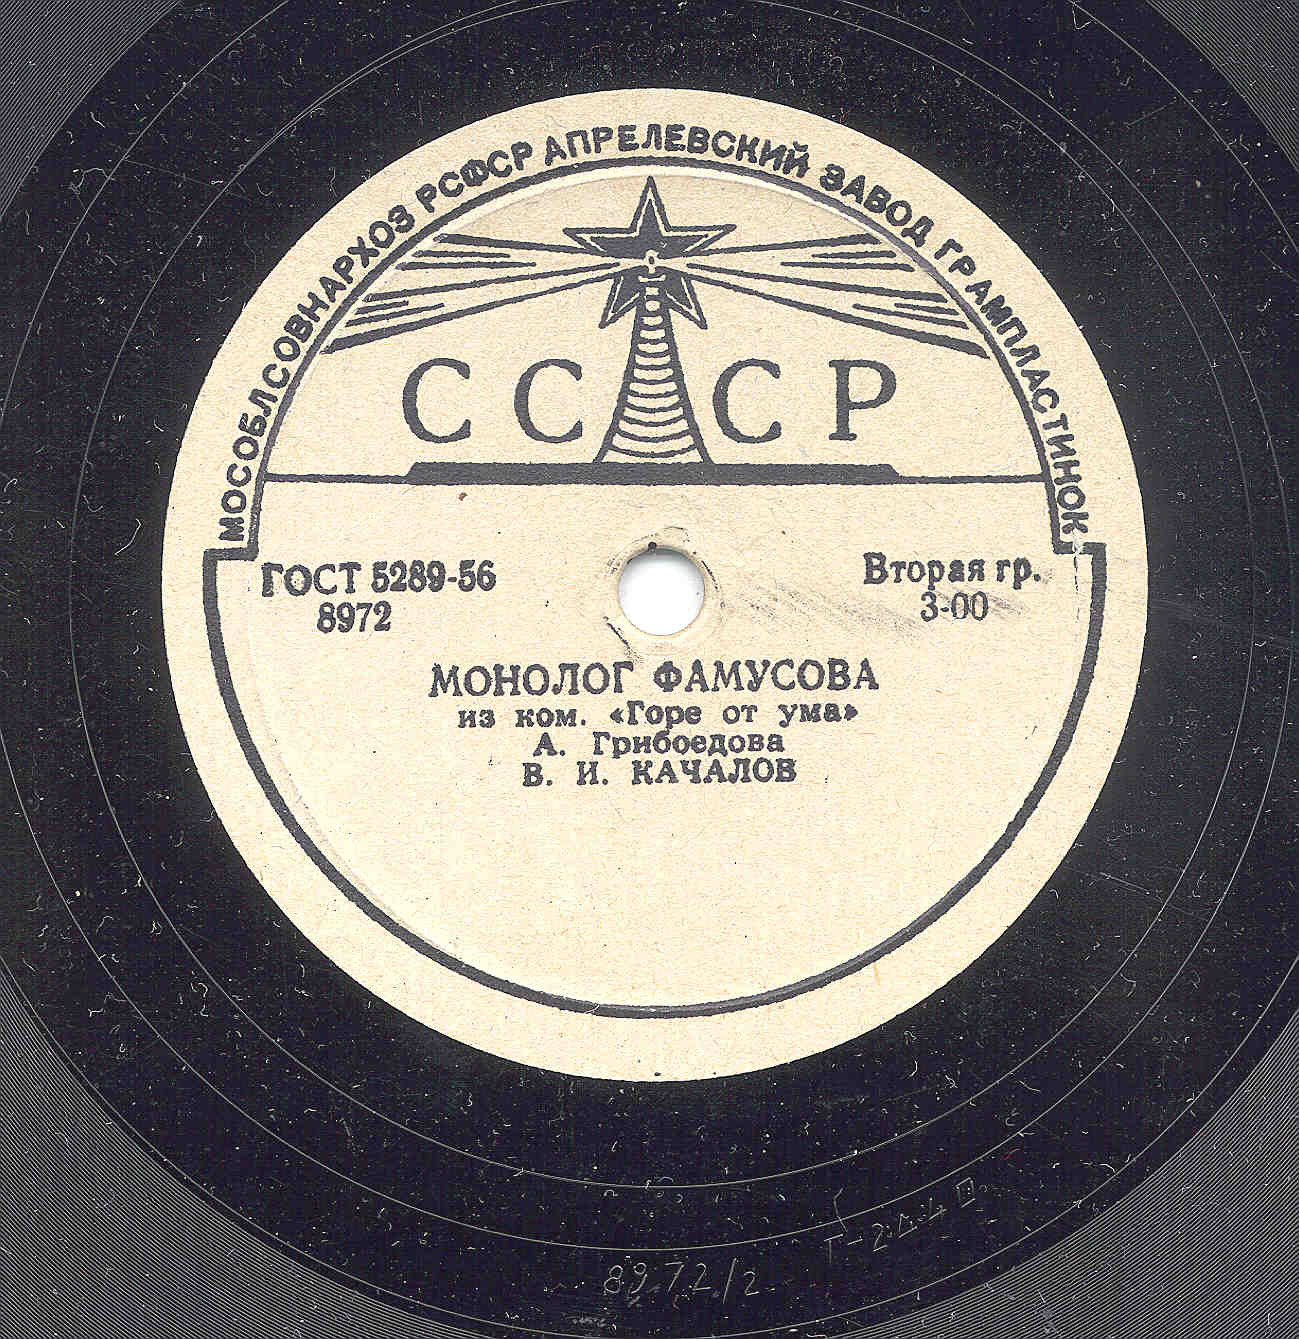 МОСОБЛСОВНАРХОЗ РСФСР АПРЕЛЕВСКИЙ ЗАВОД ГРАМПЛАСТИНОК
СССР
ГОСТ 5289-56
8972
Вторая гр.
3-00
МОНОЛОГ ФАМУСОВА
из ком. «Горе от ума»
А. Грибоедова
В. И. КАЧАЛОВ
8972/2